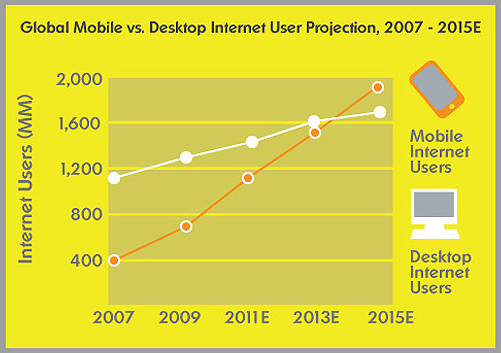 Global Mobile vs. Desktop Internet User Projection, 2007 - 2015E
Internet Users (MM)
2,000
1,600
1,200
800
400
2007 2009 2011E 2013E 2015E
Mobile
Internet
Users
Desktop
Internet
Users